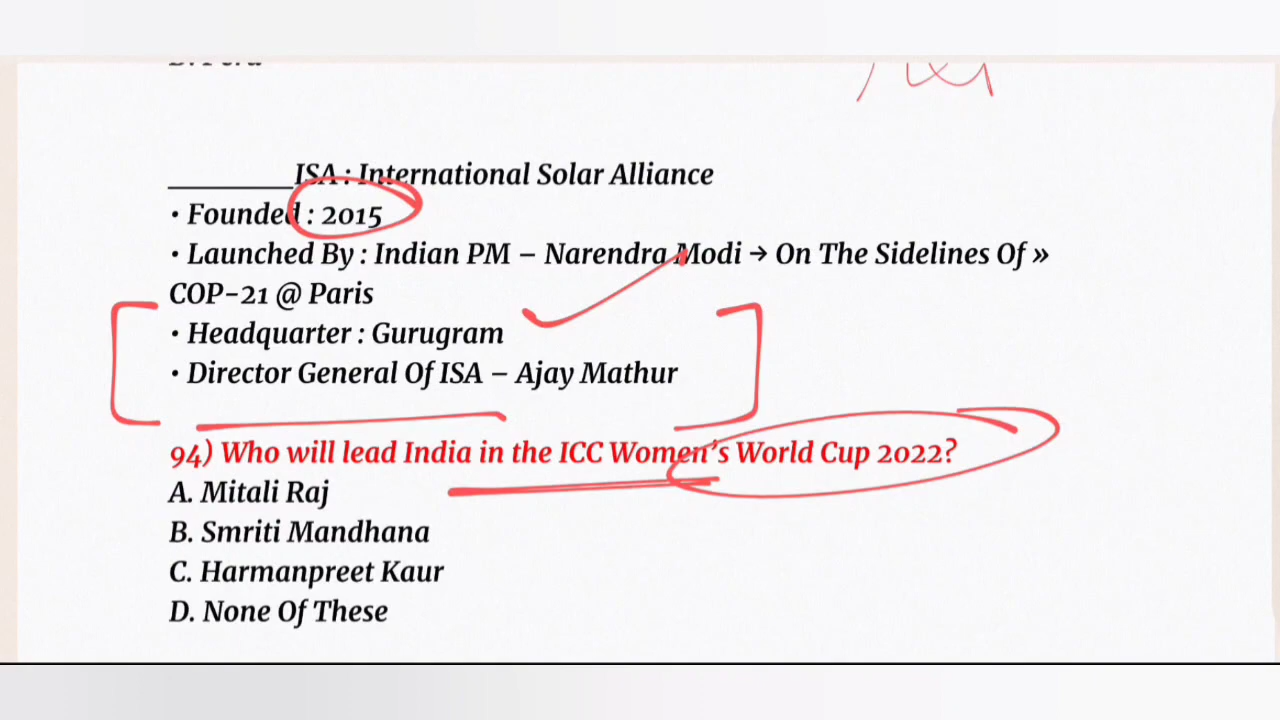 ________ISA : International Solar Alliance
• Founded : 2015
• Launched By : Indian PM – Narendra Modi → On The Sidelines Of »
COP-21 @ Paris
• Headquarter : Gurugram
• Director General Of ISA – Ajay Mathur
94) Who will lead India in the ICC Women's World Cup 2022?
A. Mitali Raj
B. Smriti Mandhana
C. Harmanpreet Kaur
D. None Of These